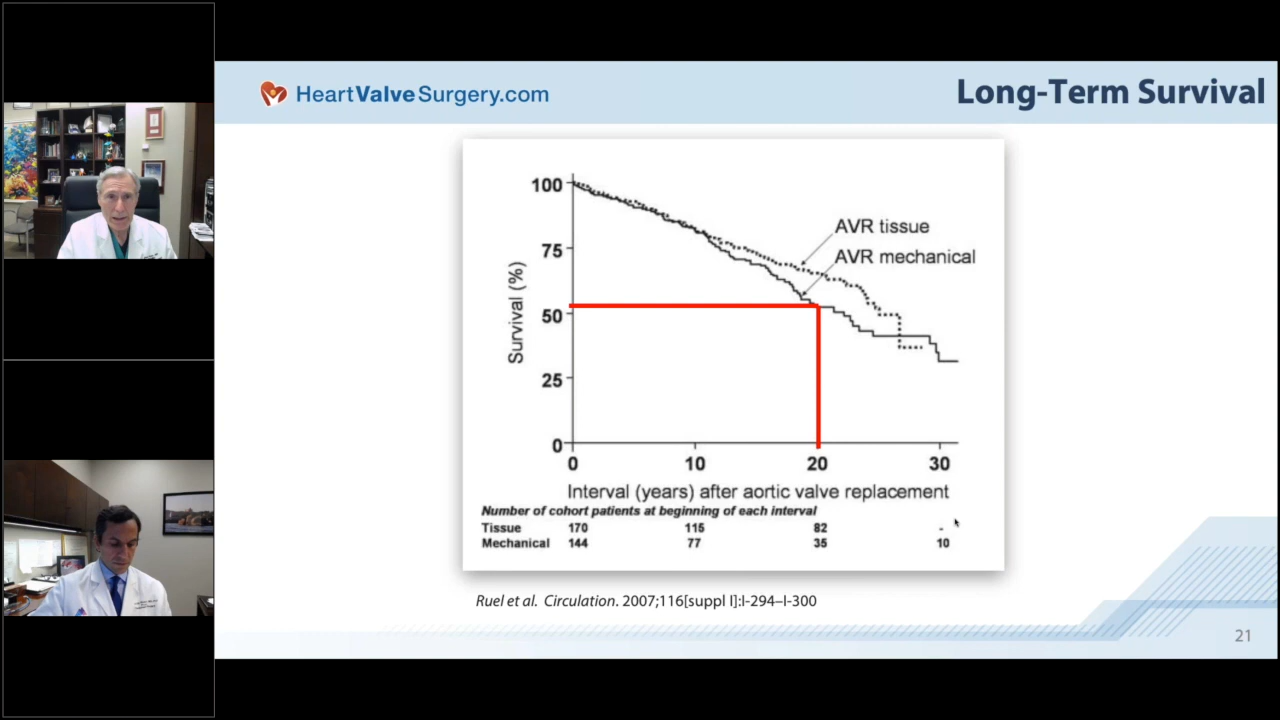 HeartValveSurgery.com
Long-Term Survival
100
75
50
25
0
Survival (%)
AVR tissue
AVR mechanical
0 10 20 30
Interval (years) after aortic valve replacement
Number of cohort patients at beginning of each interval
Tissue 170 115 82 -
Mechanical 144 77 35 10
Ruel et al. Circulation. 2007;116[suppl I]:I-294–I-300
21